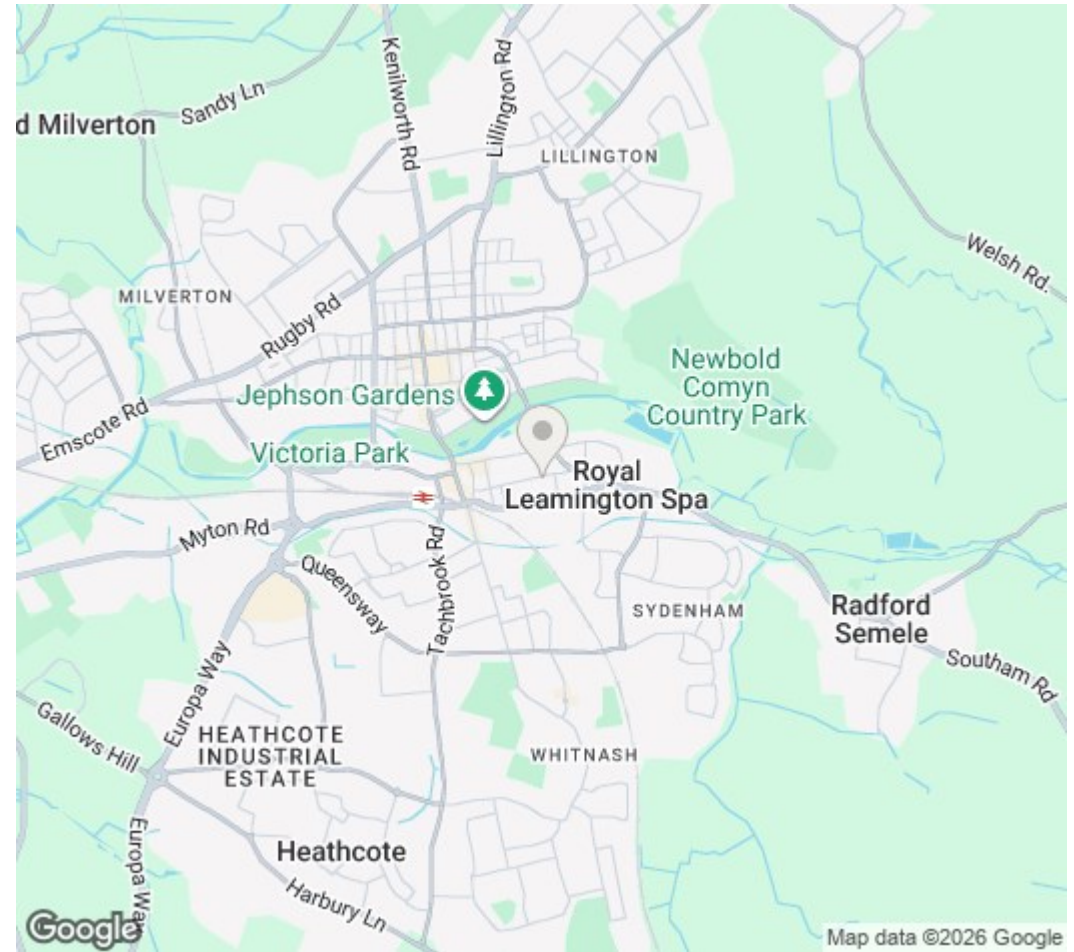 Kenilworth Rd
Lillington Rd
Sandy Ln
d Milverton
LILLINGTON
Welsh Rd.
MILVERTON
Rugby Rd
Newbold
Comyn
Country Park
Jephson Gardens
Emscote Rd
Victoria Park
Royal
Leamington Spa
Myton Rd
Queensway
Tachbrook Rd
SYDENHAM
Radford
Semele
Southam Rd
Europa Way
Gallows Hill
HEATHCOTE
INDUSTRIAL
ESTATE
WHITNASH
Europa Way
Heathcote
Harbury Ln
Google
Map data ©2026 Google